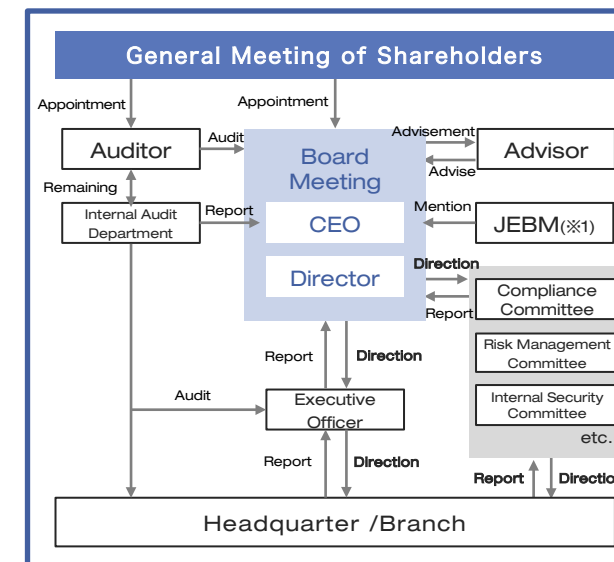 General Meeting of Shareholders
Appointment
Appointment
Auditor
Audit
Board
Meeting
Advisement
Advise
Advisor
Remaining
Internal Audit
Department
Report
CEO
Mention
JEBM(※1)
Director
Direction
Report
Compliance
Committee
Risk Management
Committee
Internal Security
Committee
etc.
Report
Direction
Audit
Executive
Officer
Report
Direction
Report
Directio
Headquarter /Branch